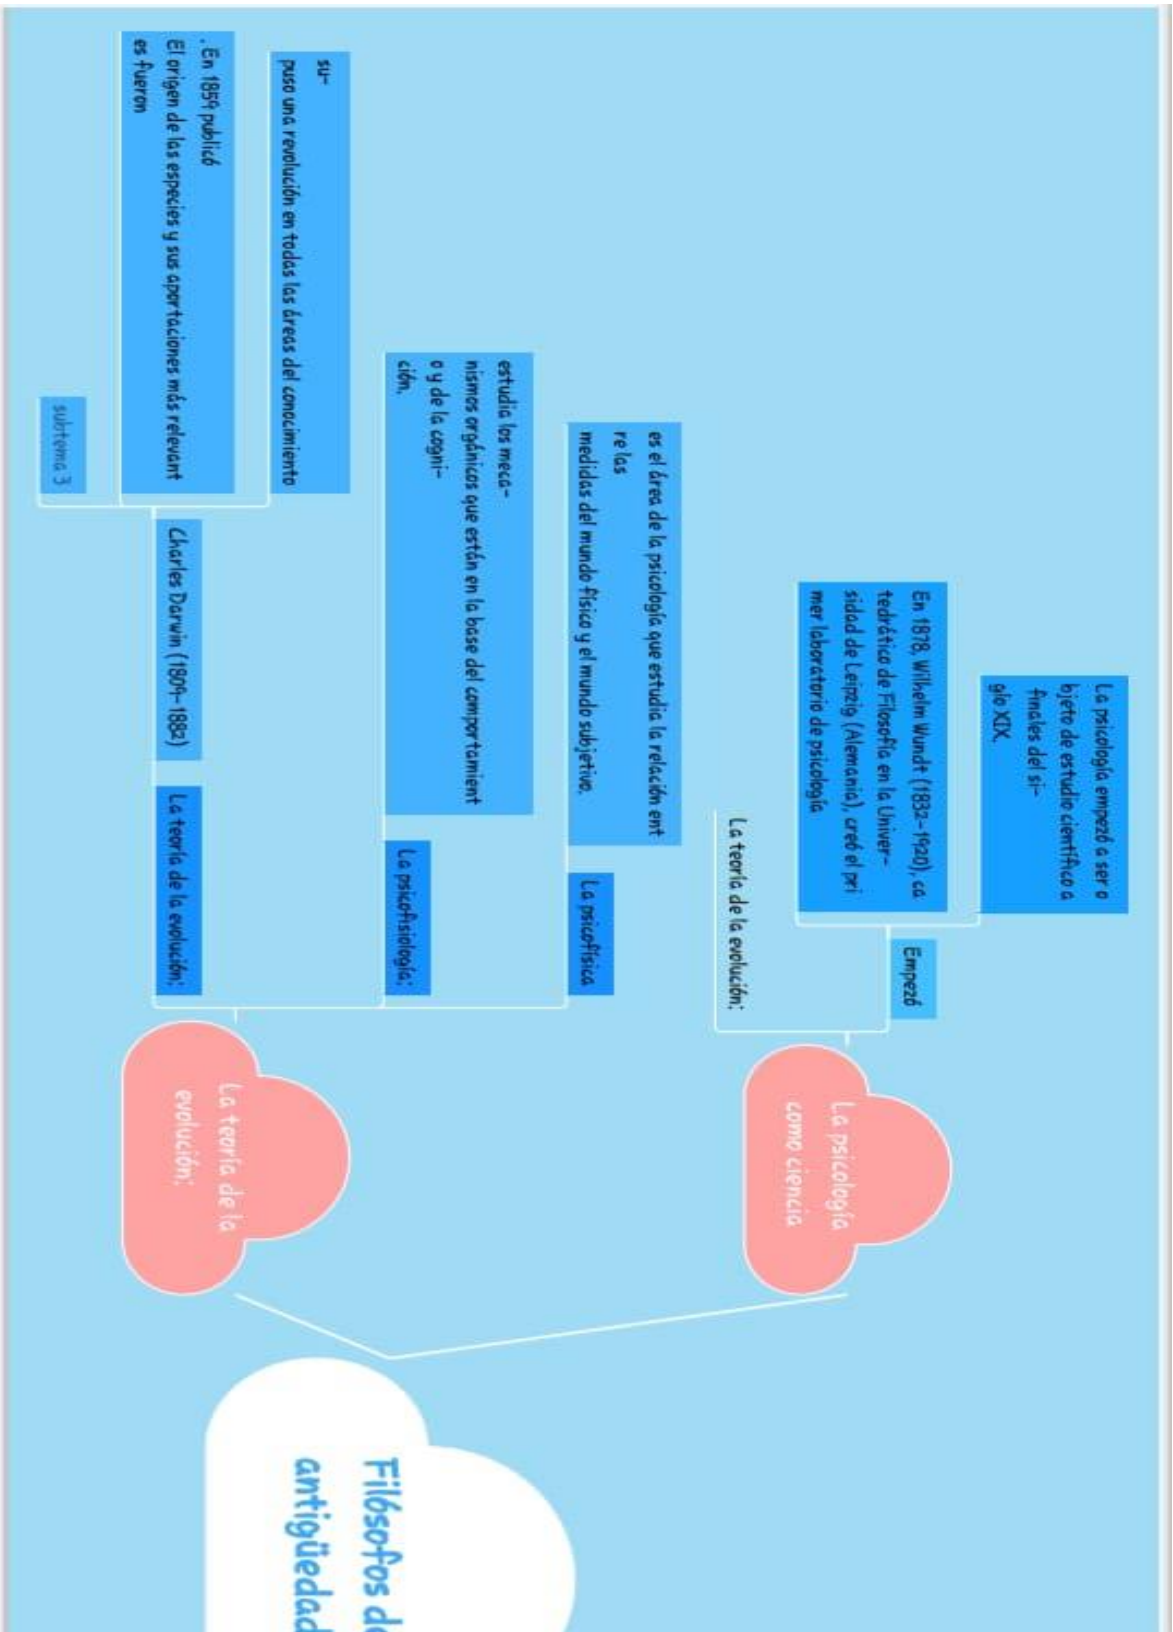 La psicología empezó a ser o
bjeto de estudio científico a
finales del si-
glo XIX.
En 1878, Wilhelm Wundt (1832-1920), ca
tedrático de Filosofía en la Univer-
sidad de Leipzig (Alemania), creó el pri
mer laboratorio de psicología
Empezó
La teoría de la evolución;
La psicología
como ciencia
es el área de la psicología que estudia la relación ent
re las
medidas del mundo físico y el mundo subjetivo.
La psicofísica
estudia los meca-
nismos orgánicos que están en la base del comportamient
o y de la cogni-
ción.
La psicofisiología;
su-
puso una revolución en todas las áreas del conocimiento
. En 1859 publicó
El origen de las especies y sus aportaciones más relevant
es fueron
subtema 3
Charles Darwin (1809-1882)
La teoría de la evolución;
La teoría de la
evolución;
Filósofos de
antigüedad